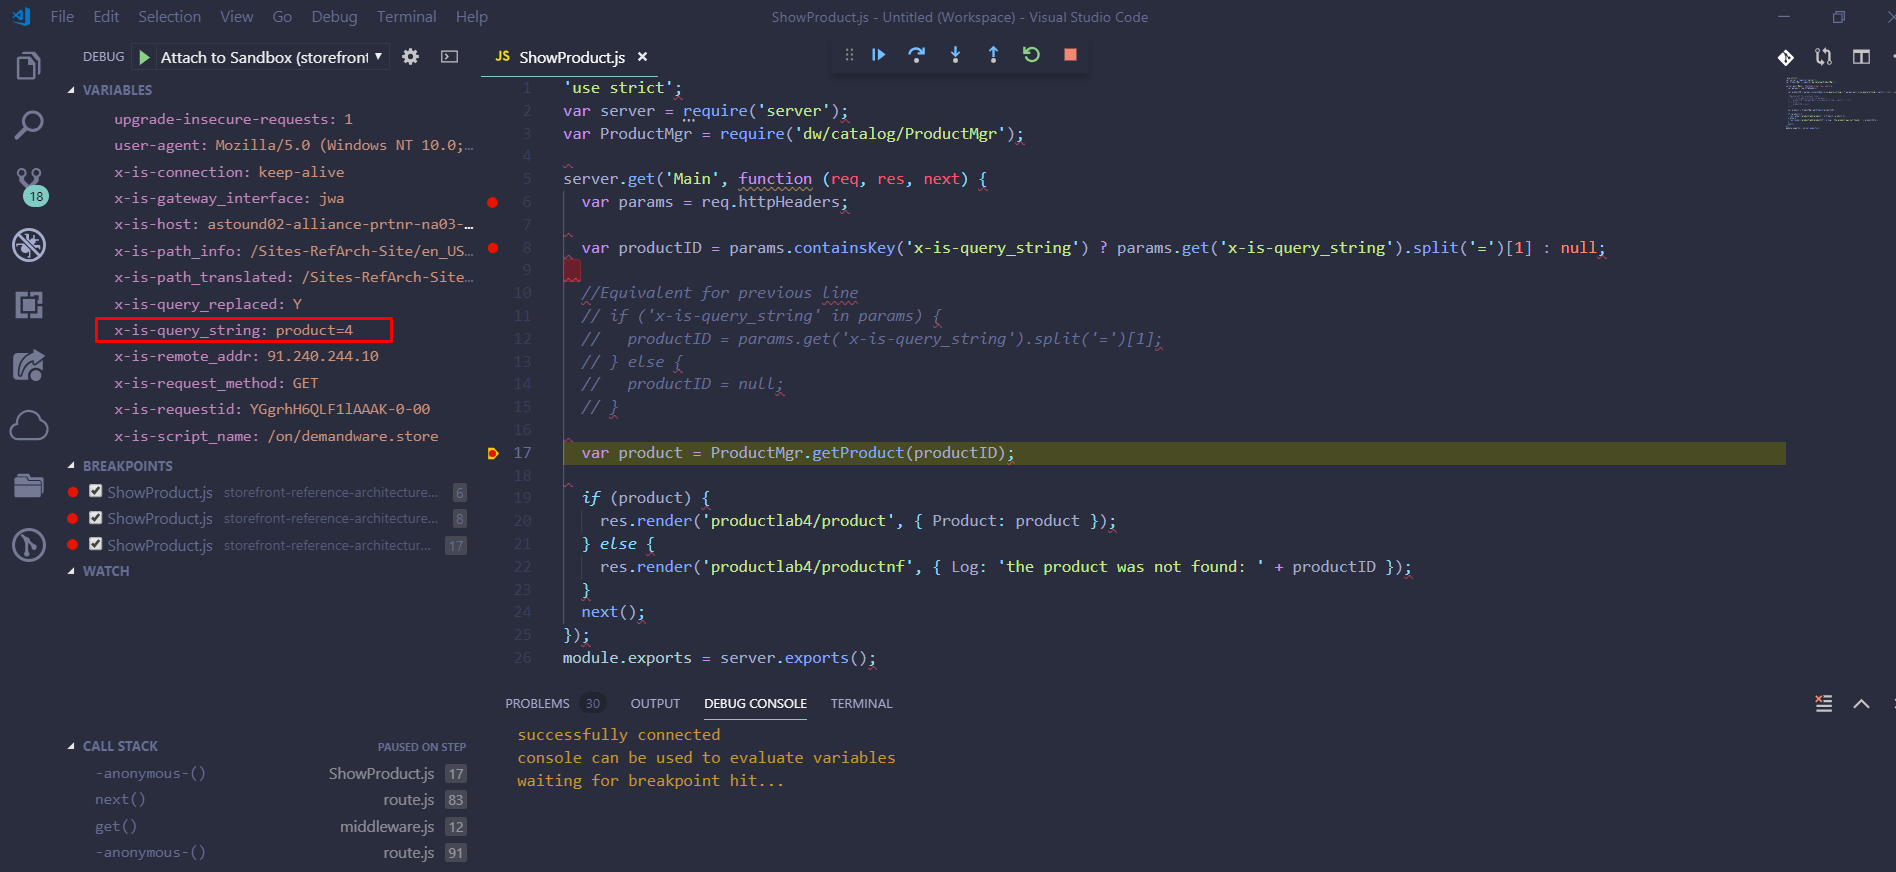 File Edit Selection View Go Debug Terminal Help
ShowProduct.js - Untitled (Workspace) - Visual Studio Code
DEBUG Attach to Sandbox (storefront
JS ShowProduct.js
18
VARIABLES
upgrade-insecure-requests: 1
user-agent: Mozilla/5.0 (Windows NT 10.0;…
x-is-connection: keep-alive
x-is-gateway_interface: jwa
x-is-host: astound02-alliance-prtnr-na03-…
x-is-path_info: /Sites-RefArch-Site/en_US…
x-is-path_translated: /Sites-RefArch-Site…
x-is-query_replaced: Y
x-is-query_string: product=4
x-is-remote_addr: 91.240.244.10
x-is-request_method: GET
x-is-requestid: YGgrhH6QLF1lAAAK-0-00
x-is-script_name: /on/demandware.store
BREAKPOINTS
ShowProduct.js storefront-reference-architecture… 6
ShowProduct.js storefront-reference-architecture… 8
ShowProduct.js storefront-reference-architectur… 17
WATCH
CALL STACK PAUSED ON STEP
-anonymous-() ShowProduct.js 17
next() route.js 83
get() middleware.js 12
-anonymous-() route.js 91
1 'use strict';
2 var server = require('server');
3 var ProductMgr = require('dw/catalog/ProductMgr');
4
5 server.get('Main', function (req, res, next) {
6 var params = req.httpHeaders;
7
8 var productID = params.containsKey('x-is-query_string') ? params.get('x-is-query_string').split('=')[1] : null;
9
10 //Equivalent for previous line
11 // if ('x-is-query_string' in params) {
12 // productID = params.get('x-is-query_string').split('=')[1];
13 // } else {
14 // productID = null;
15 // }
16
17 var product = ProductMgr.getProduct(productID);
18
19 if (product) {
20 res.render('productlab4/product', { Product: product });
21 } else {
22 res.render('productlab4/productnf', { Log: 'the product was not found: ' + productID });
23 }
24 next();
25 });
26 module.exports = server.exports();
PROBLEMS 30 OUTPUT DEBUG CONSOLE TERMINAL
successfully connected
console can be used to evaluate variables
waiting for breakpoint hit...